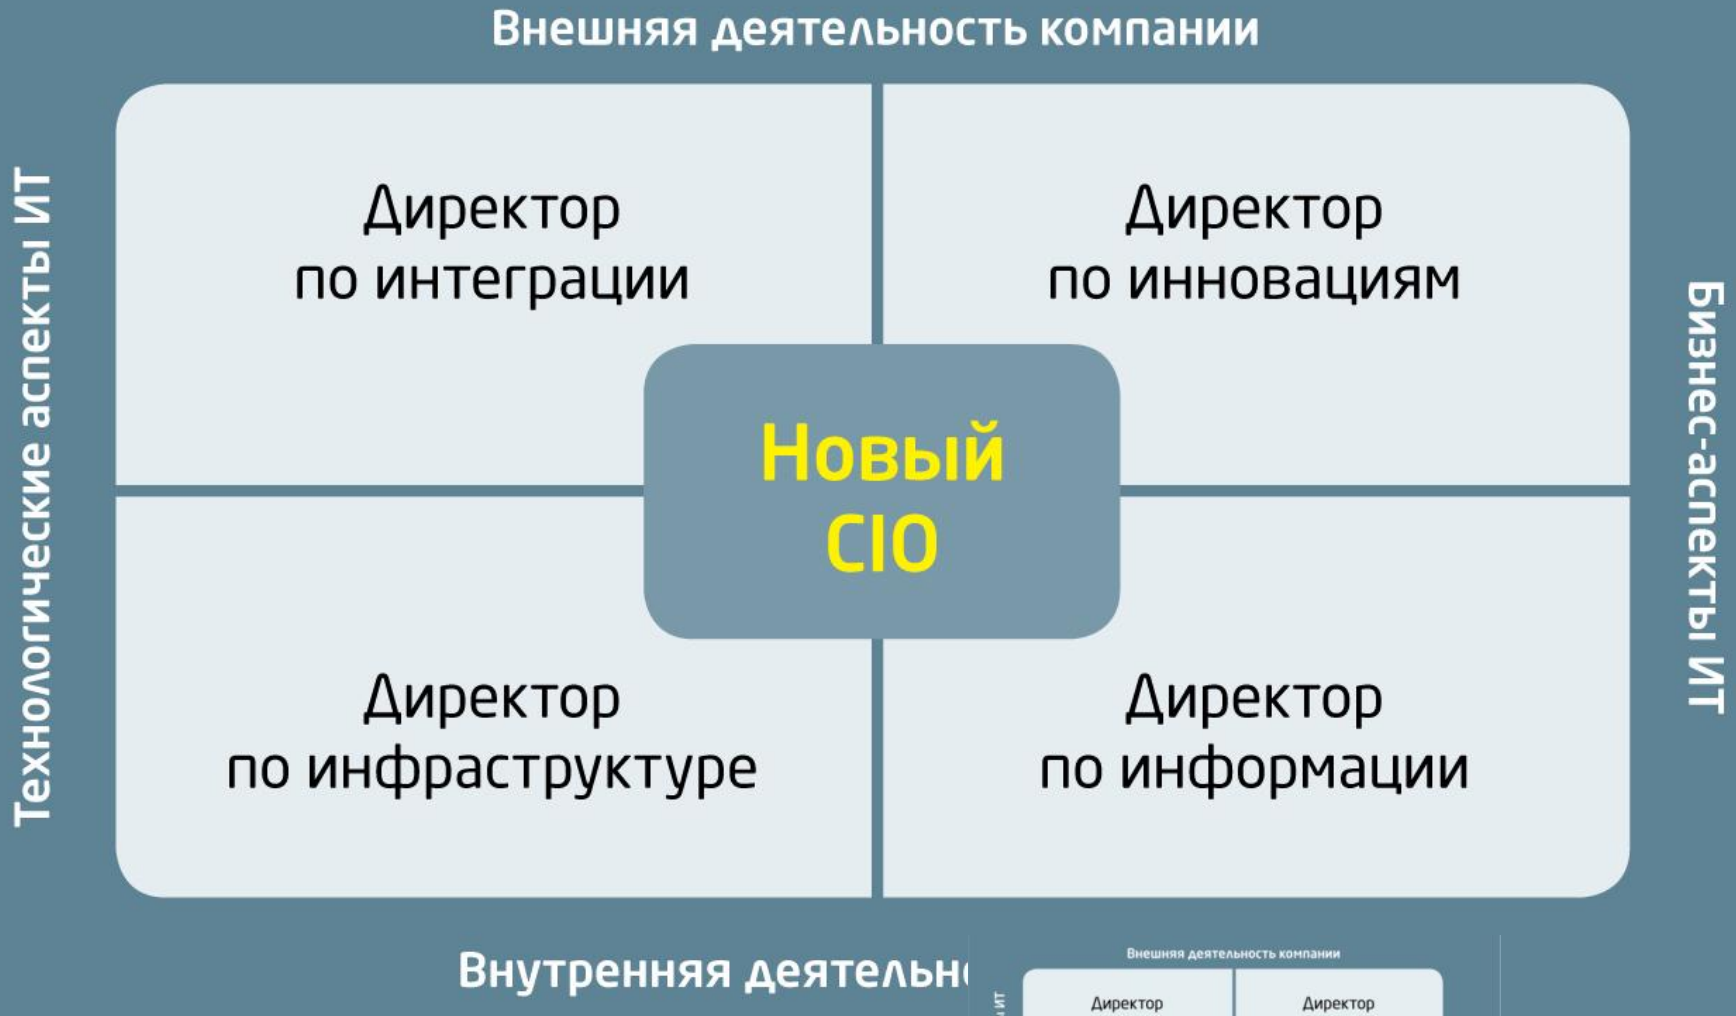 Внешняя деятельность компании
Технологические аспекты ИТ
Директор
по интеграции
Директор
по инновациям
Бизнес-аспекты ИТ
Новый
CIO
Директор
по инфраструктуре
Директор
по информации
Внутренняя
Внешняя деятельность компании
ИТ
Директор
Директор